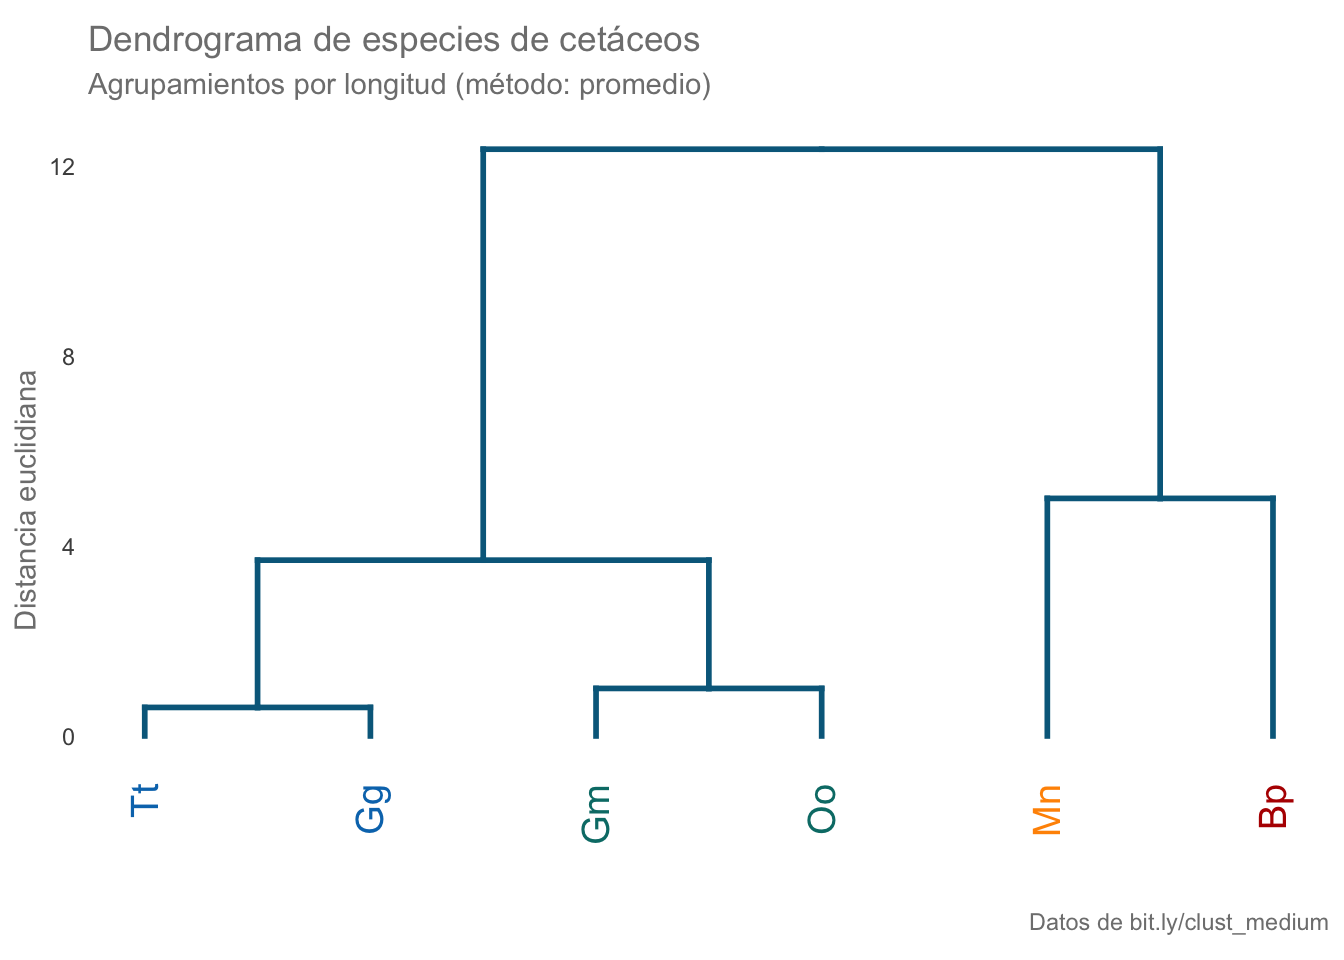 Dendrograma de especies de cetáceos
Agrupamientos por longitud (método: promedio)
12
8
4
0
Distancia euclidiana
Tt
Gg
Gm
Oo
Mn
Bp
Datos de bit.ly/clust_medium